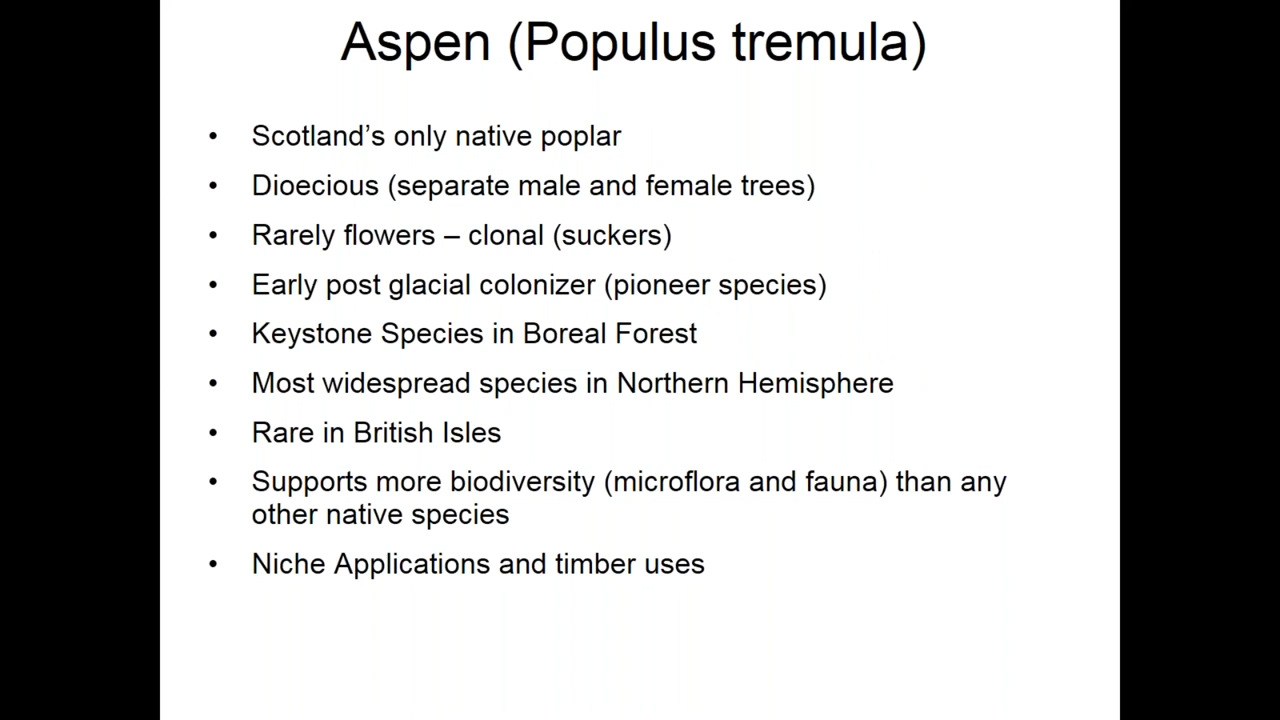 Aspen (Populus tremula)
• Scotland's only native poplar
• Dioecious (separate male and female trees)
• Rarely flowers – clonal (suckers)
• Early post glacial colonizer (pioneer species)
• Keystone Species in Boreal Forest
• Most widespread species in Northern Hemisphere
• Rare in British Isles
• Supports more biodiversity (microflora and fauna) than any
other native species
• Niche Applications and timber uses